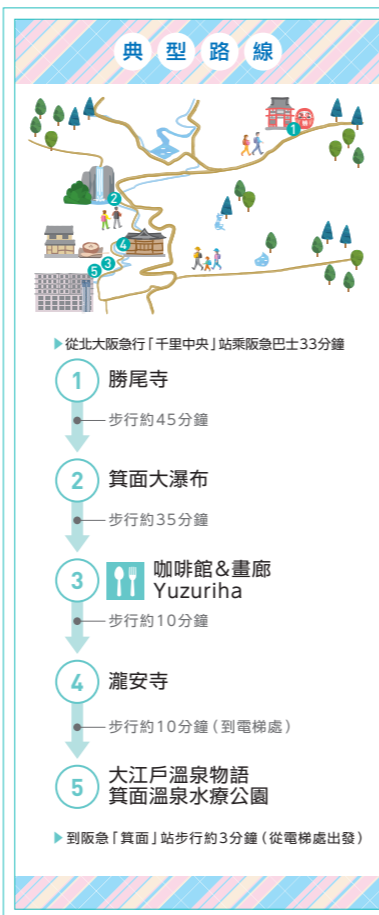 典型路線
1
2
4
3
5
▶從北大阪急行「千里中央」站乘阪急巴士33分鐘
1 勝尾寺
步行約45分鐘
2 箕面大瀑布
步行約35分鐘
3 咖啡館&畫廊
Yuzuriha
步行約10分鐘
4 瀧安寺
步行約10分鐘（到電梯處）
5 大江戶溫泉物語
箕面溫泉水療公園
▶到阪急「箕面」站步行約3分鐘（從電梯處出發）